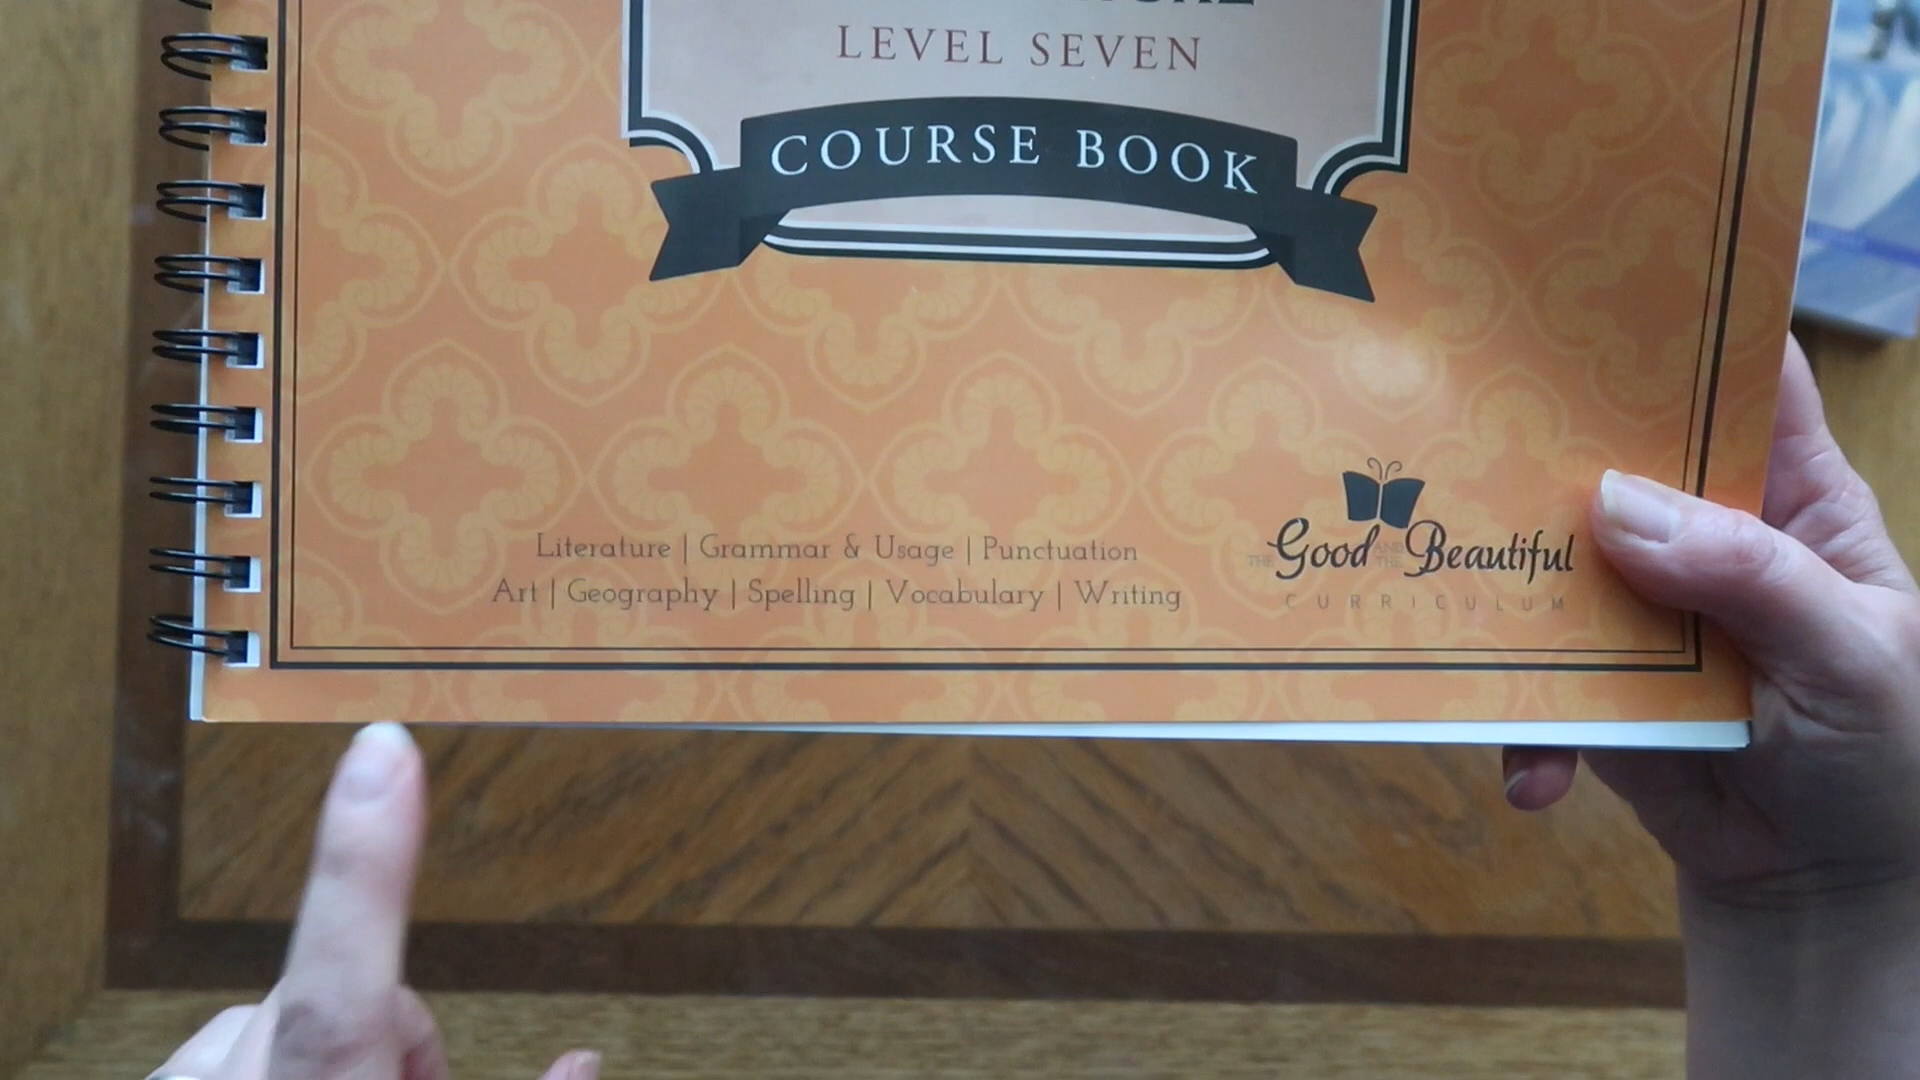 LEVEL SEVEN
COURSE BOOK
Literature | Grammar & Usage | Punctuation
Art | Geography | Spelling | Vocabulary | Writing
THE Good AND THE Beautiful
CURRICULUM